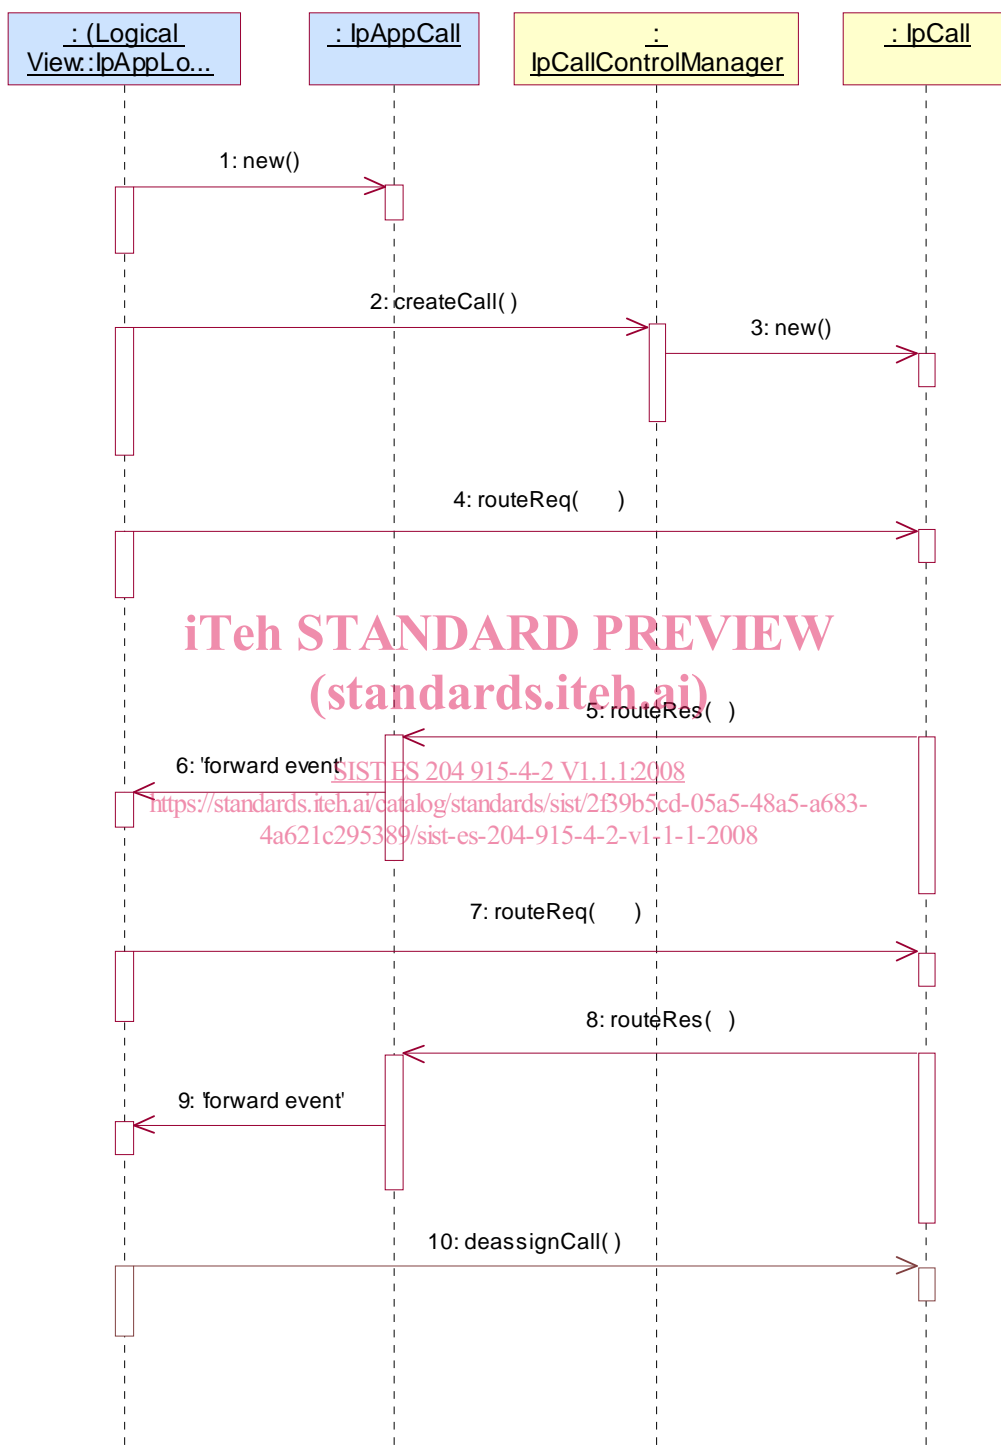 : (Logical
View::IpAppLo...
: IpAppCall
:
IpCallControlManager
: IpCall
1: new()
2: createCall( )
3: new()
4: routeReq(      )
iTeh STANDARD PREVIEW
(standards.iteh.ai)
5: routeRes(  )
6: 'forward event'
SIST ES 204 915-4-2 V1.1.1:2008
https://standards.iteh.ai/catalog/standards/sist/2f39b5cd-05a5-48a5-a683-
4a621c295389/sist-es-204-915-4-2-v1-1-1-2008
7: routeReq(      )
8: routeRes(  )
9: 'forward event'
10: deassignCall( )